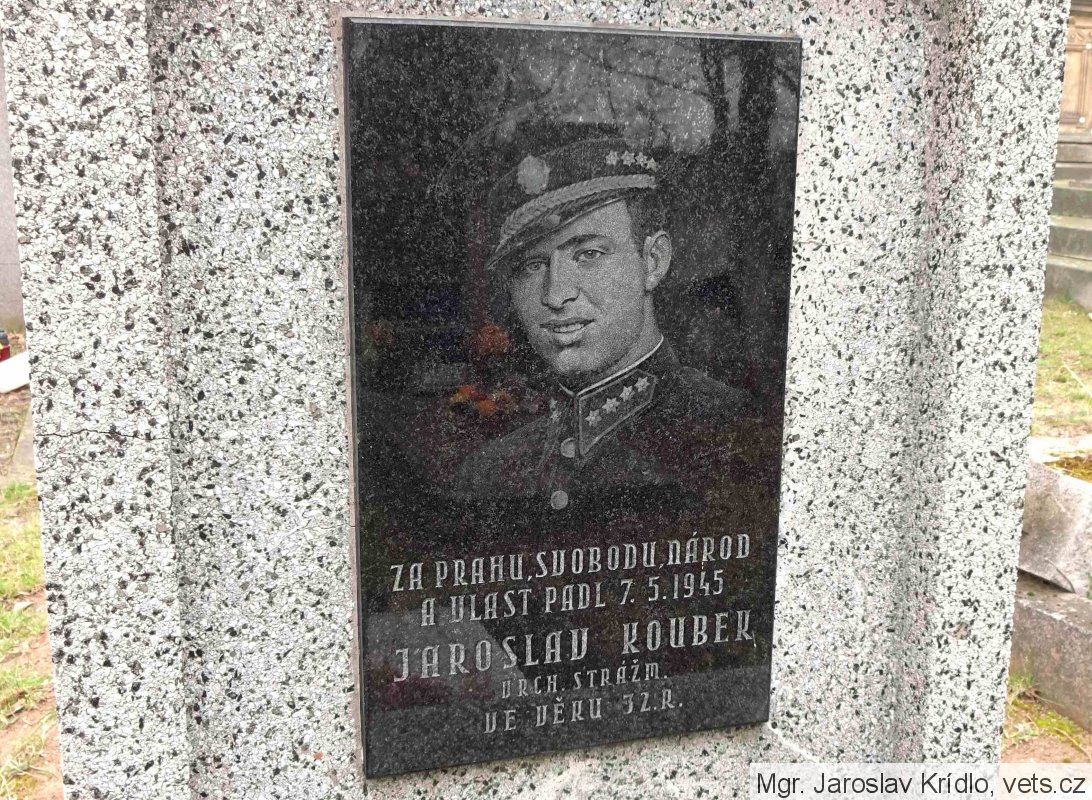 ZA PRAHU, SVOBODU, NÁROD
A VLAST PADL 7. 5. 1945
JAROSLAV KOUBEK
VRCH. STRÁŽM.
VE VĚKU 32.R.
Mgr. Jaroslav Krídlo, vets.cz